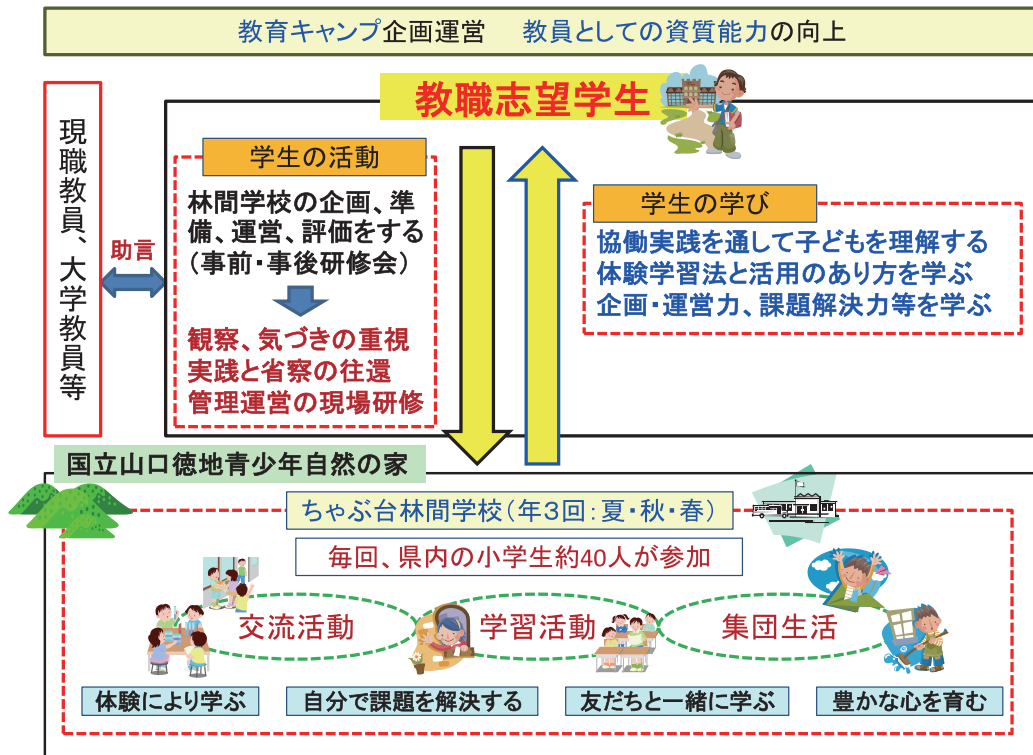 教育キャンプ企画運営　教員としての資質能力の向上
教職志望学生
現職教員、大学教員等
助言
学生の活動
林間学校の企画、準
備、運営、評価をする
（事前・事後研修会）
観察、気づきの重視
実践と省察の往還
管理運営の現場研修
学生の学び
協働実践を通して子どもを理解する
体験学習法と活用のあり方を学ぶ
企画・運営力、課題解決力等を学ぶ
国立山口徳地青少年自然の家
ちゃぶ台林間学校（年3回：夏・秋・春）
毎回、県内の小学生約40人が参加
交流活動
学習活動
集団生活
体験により学ぶ
自分で課題を解決する
友だちと一緒に学ぶ
豊かな心を育む